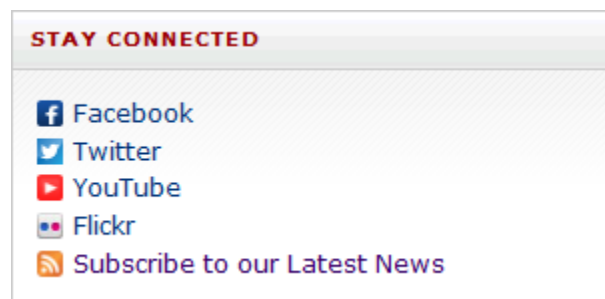 STAY CONNECTED
Facebook
Twitter
YouTube
Flickr
Subscribe to our Latest News